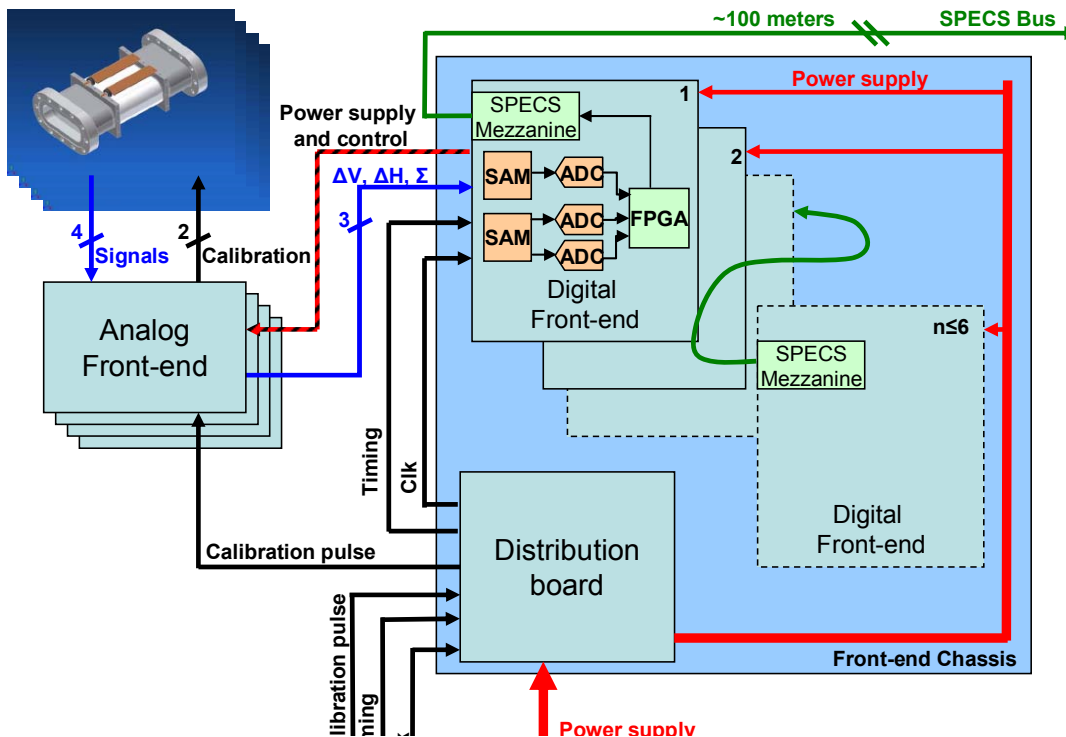 ~100 meters
SPECS Bus
Power supply
1
SPECS
Mezzanine
Power supply
and control
2
ΔV, ΔH, Σ
SAM
ADC
3
SAM
ADC
FPGA
ADC
4
Signals
2
Calibration
Digital
Front-end
Analog
Front-end
n≤6
SPECS
Mezzanine
Timing
Clk
Digital
Front-end
Calibration pulse
Distribution
board
Front-end Chassis
pulse
Power supply